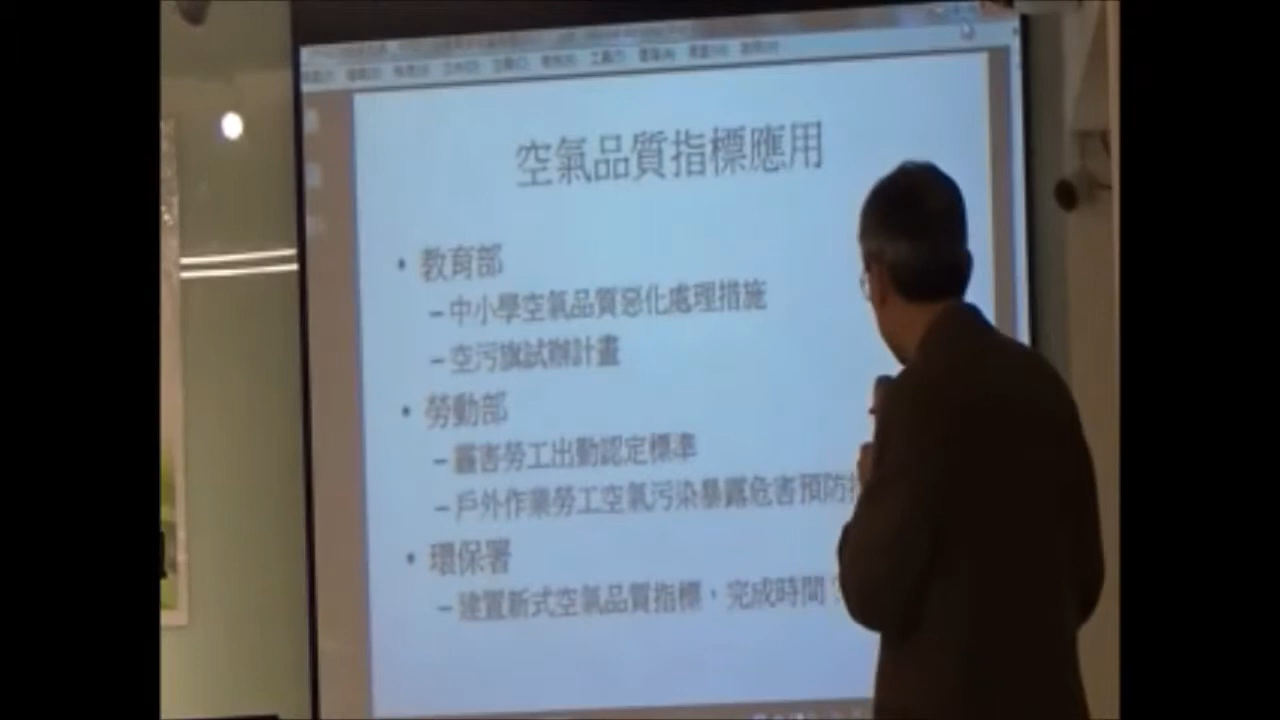 空氣品質指標應用
• 教育部
– 中小學空氣品質惡化處理措施
– 空污旗試辦計畫
• 勞動部
– 霾害勞工出勤認定標準
– 戶外作業勞工空氣污染暴露危害預防
• 環保署
– 建置新式空氣品質指標、完成時間?